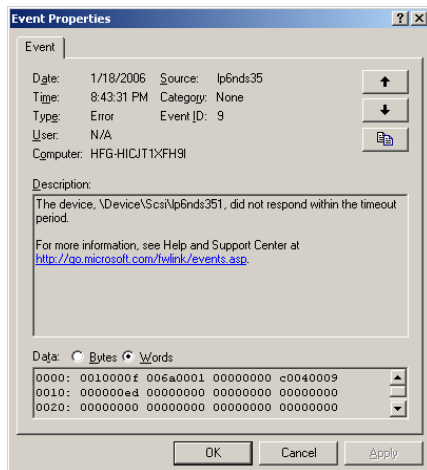 Event Properties
Event
Date: 1/18/2006 Source: lp6nds35
Time: 8:43:31 PM Category: None
Type: Error Event ID: 9
User: N/A
Computer: HFG-HICJT1XFH9I
Description:
The device, \Device\Scsi\lp6nds351, did not respond within the timeout
period.
For more information, see Help and Support Center at
http://go.microsoft.com/fwlink/events.asp.
Data: Bytes Words
0000: 0010000f 006a0001 00000000 c0040009
0010: 000000ed 00000000 00000000 00000000
0020: 00000000 00000000 00000000 00000000
OK Cancel Apply